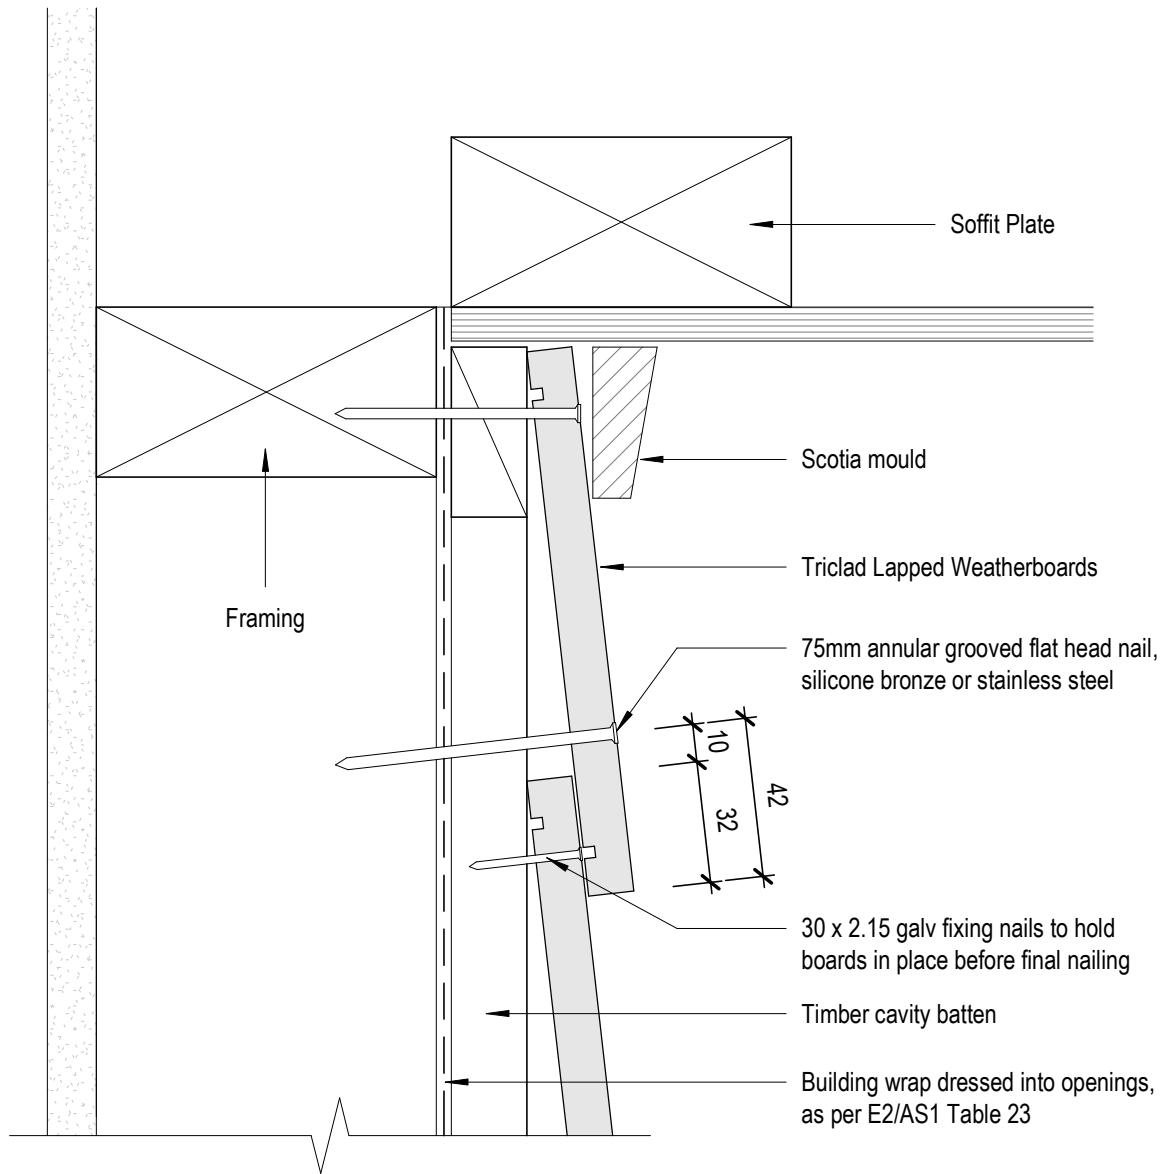 Soffit Plate
Scotia mould
Triclad Lapped Weatherboards
Framing
75mm annular grooved flat head nail,
silicone bronze or stainless steel
10
42
32
30 x 2.15 galv fixing nails to hold
boards in place before final nailing
Timber cavity batten
Building wrap dressed into openings,
as per E2/AS1 Table 23